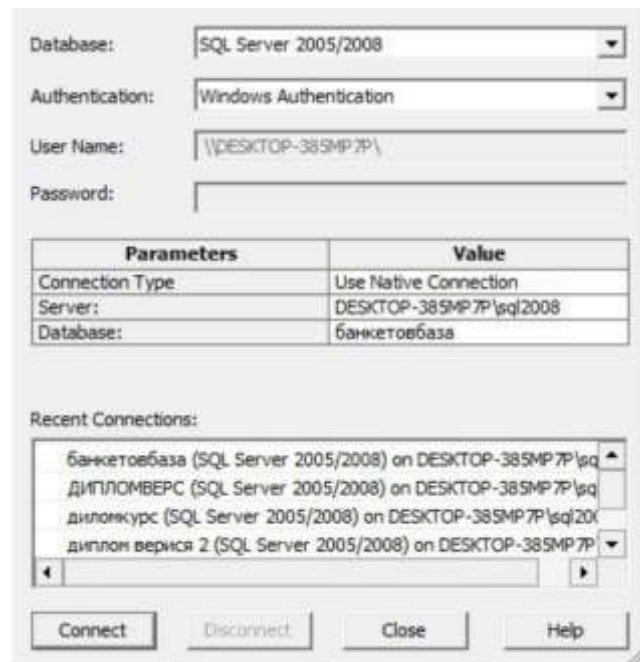 Database: SQL Server 2005/2008
Authentication: Windows Authentication
User Name: \\DESKTOP-385MP7P\
Password:
Parameters Value
Connection Type Use Native Connection
Server: DESKTOP-385MP7P\sql2008
Database: банкетовбаза
Recent Connections:
банкетовбаза (SQL Server 2005/2008) on DESKTOP-385MP7P\sq
ДИПЛОМВЕРС (SQL Server 2005/2008) on DESKTOP-385MP7P\sq
диломкурс (SQL Server 2005/2008) on DESKTOP-385MP7P\sql20
диплом верися 2 (SQL Server 2005/2008) on DESKTOP-385MP7P
Connect Disconnect Close Help